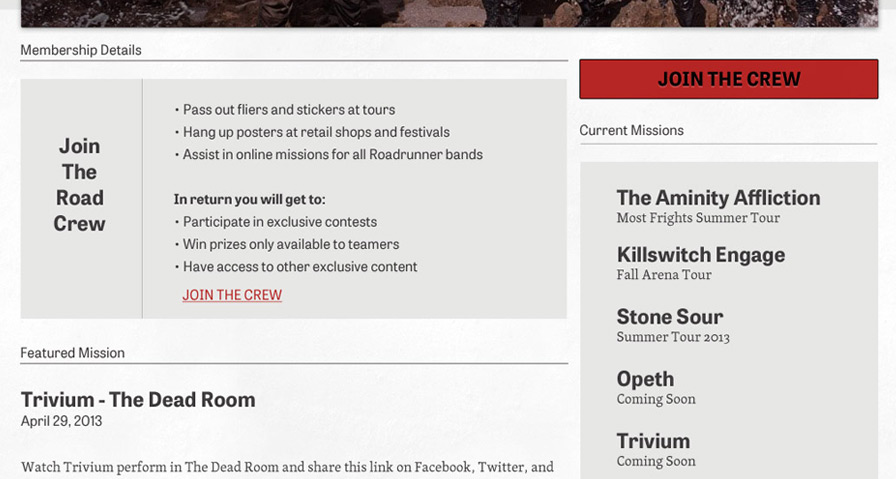 Membership Details
Join
The
Road
Crew
• Pass out fliers and stickers at tours
• Hang up posters at retail shops and festivals
• Assist in online missions for all Roadrunner bands
In return you will get to:
• Participate in exclusive contests
• Win prizes only available to teamers
• Have access to other exclusive content
JOIN THE CREW
Featured Mission
Trivium - The Dead Room
April 29, 2013
Watch Trivium perform in The Dead Room and share this link on Facebook, Twitter, and
JOIN THE CREW
Current Missions
The Aminity Affliction
Most Frights Summer Tour
Killswitch Engage
Fall Arena Tour
Stone Sour
Summer Tour 2013
Opeth
Coming Soon
Trivium
Coming Soon